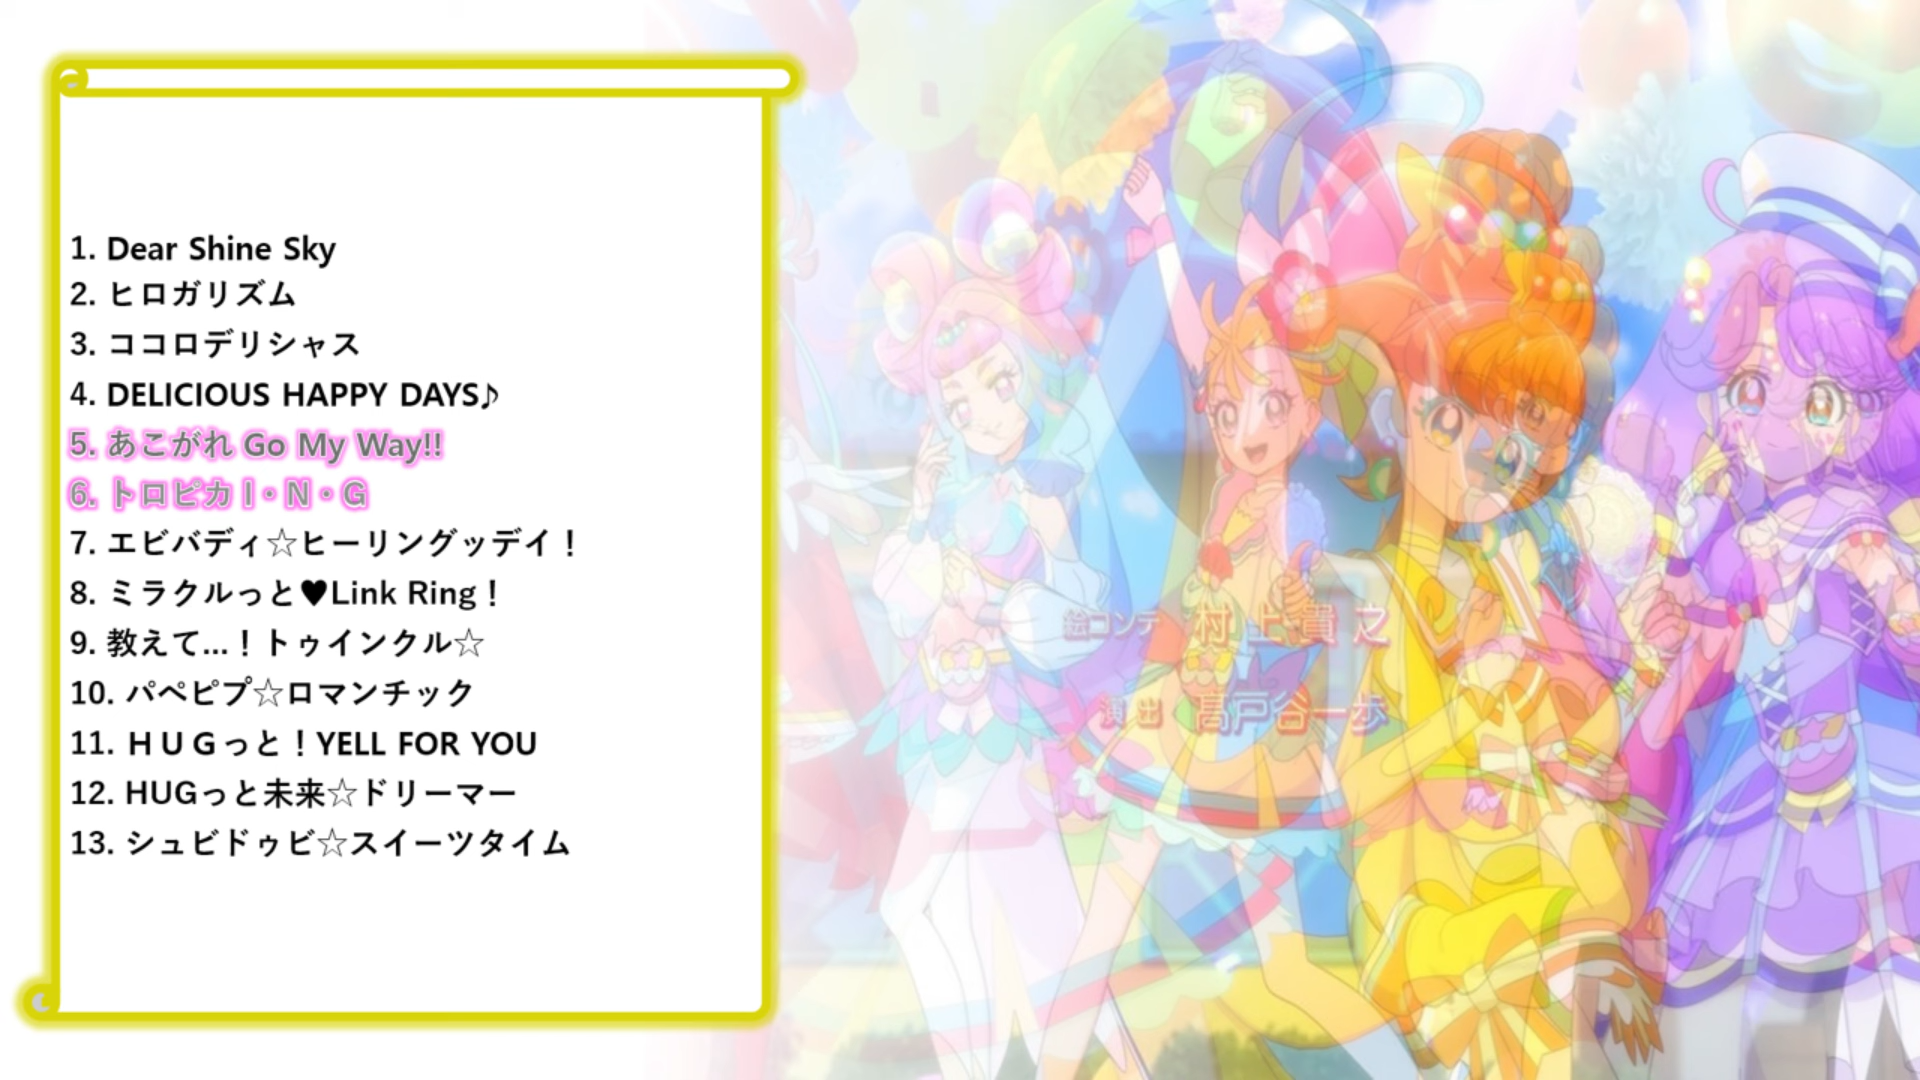 1. Dear Shine Sky
2. ヒロガリズム
3. ココロデリシャス
4. DELICIOUS HAPPY DAYS♪
5. あこがれ Go My Way!!
6. トロピカ I・N・G
7. エビバディ☆ヒーリングッデイ！
8. ミラクルっと♥Link Ring！
9. 教えて...！トゥインクル☆
10. パペピプ☆ロマンチック
11. ＨＵＧっと！YELL FOR YOU
12. HUGっと未来☆ドリーマー
13. シュビドゥビ☆スイーツタイム
絵コンテ 村上貴之
演出 髙戸谷一歩